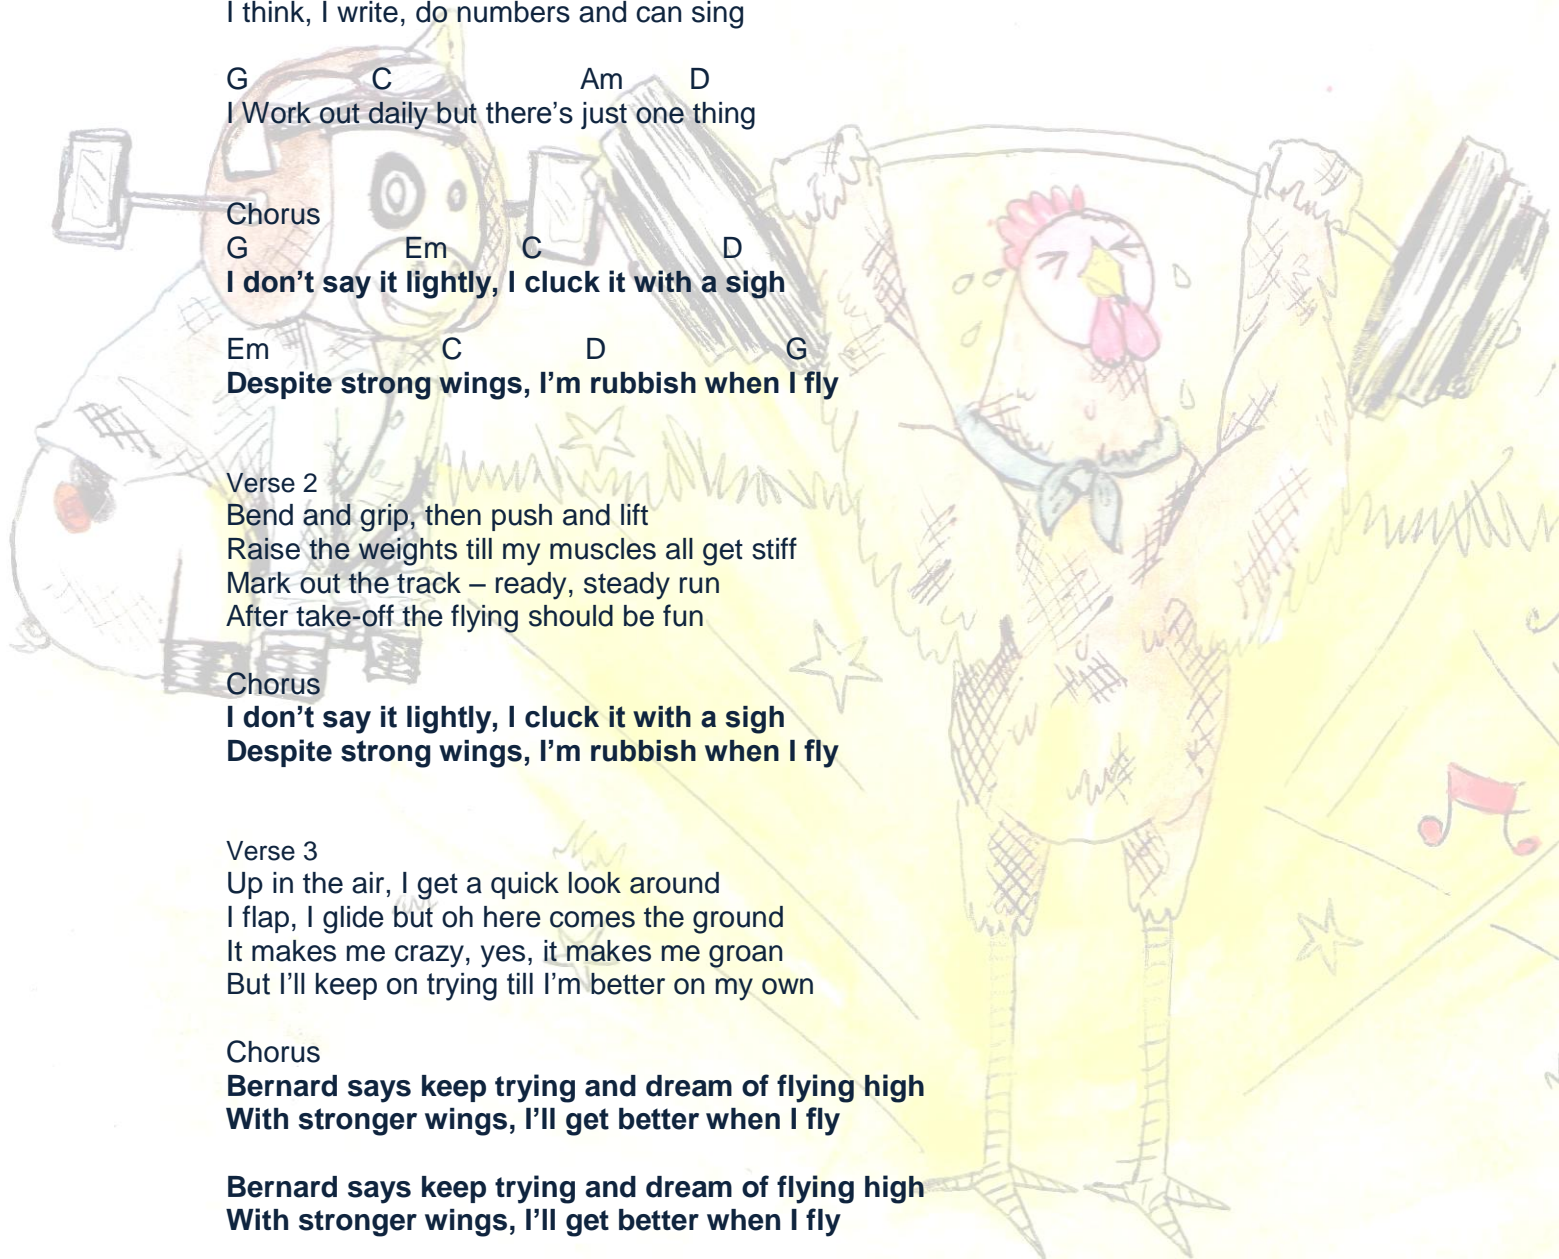 I think, I write, do numbers and can sing
G C Am D
I Work out daily but there’s just one thing
Chorus
G Em C D
I don’t say it lightly, I cluck it with a sigh
Em C D G
Despite strong wings, I’m rubbish when I fly
Verse 2
Bend and grip, then push and lift
Raise the weights till my muscles all get stiff
Mark out the track – ready, steady run
After take-off the flying should be fun
Chorus
I don’t say it lightly, I cluck it with a sigh
Despite strong wings, I’m rubbish when I fly
Verse 3
Up in the air, I get a quick look around
I flap, I glide but oh here comes the ground
It makes me crazy, yes, it makes me groan
But I’ll keep on trying till I’m better on my own
Chorus
Bernard says keep trying and dream of flying high
With stronger wings, I’ll get better when I fly
Bernard says keep trying and dream of flying high
With stronger wings, I’ll get better when I fly